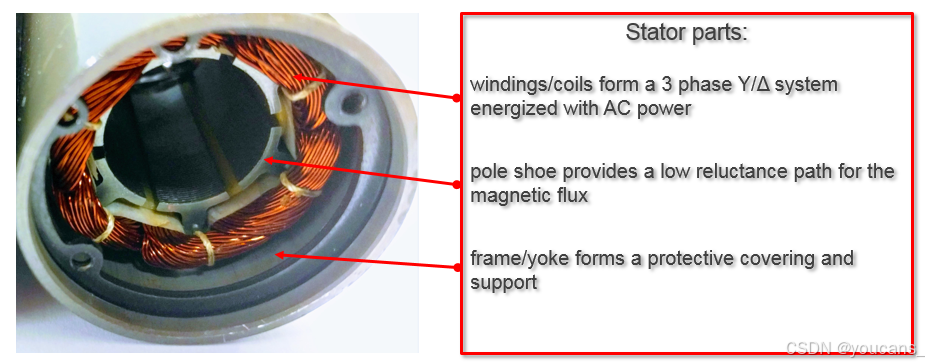 Stator parts:
windings/coils form a 3 phase Y/Δ system
energized with AC power
pole shoe provides a low reluctance path for the
magnetic flux
frame/yoke forms a protective covering and
support
CSDN @youcans_